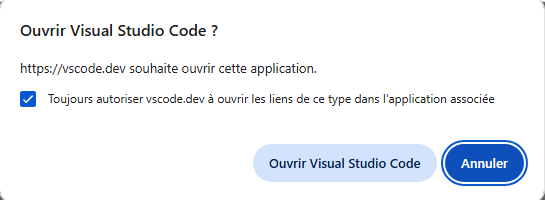 Ouvrir Visual Studio Code ?
https://vscode.dev souhaite ouvrir cette application.
Toujours autoriser vscode.dev à ouvrir les liens de ce type dans l'application associée
Ouvrir Visual Studio Code
Annuler